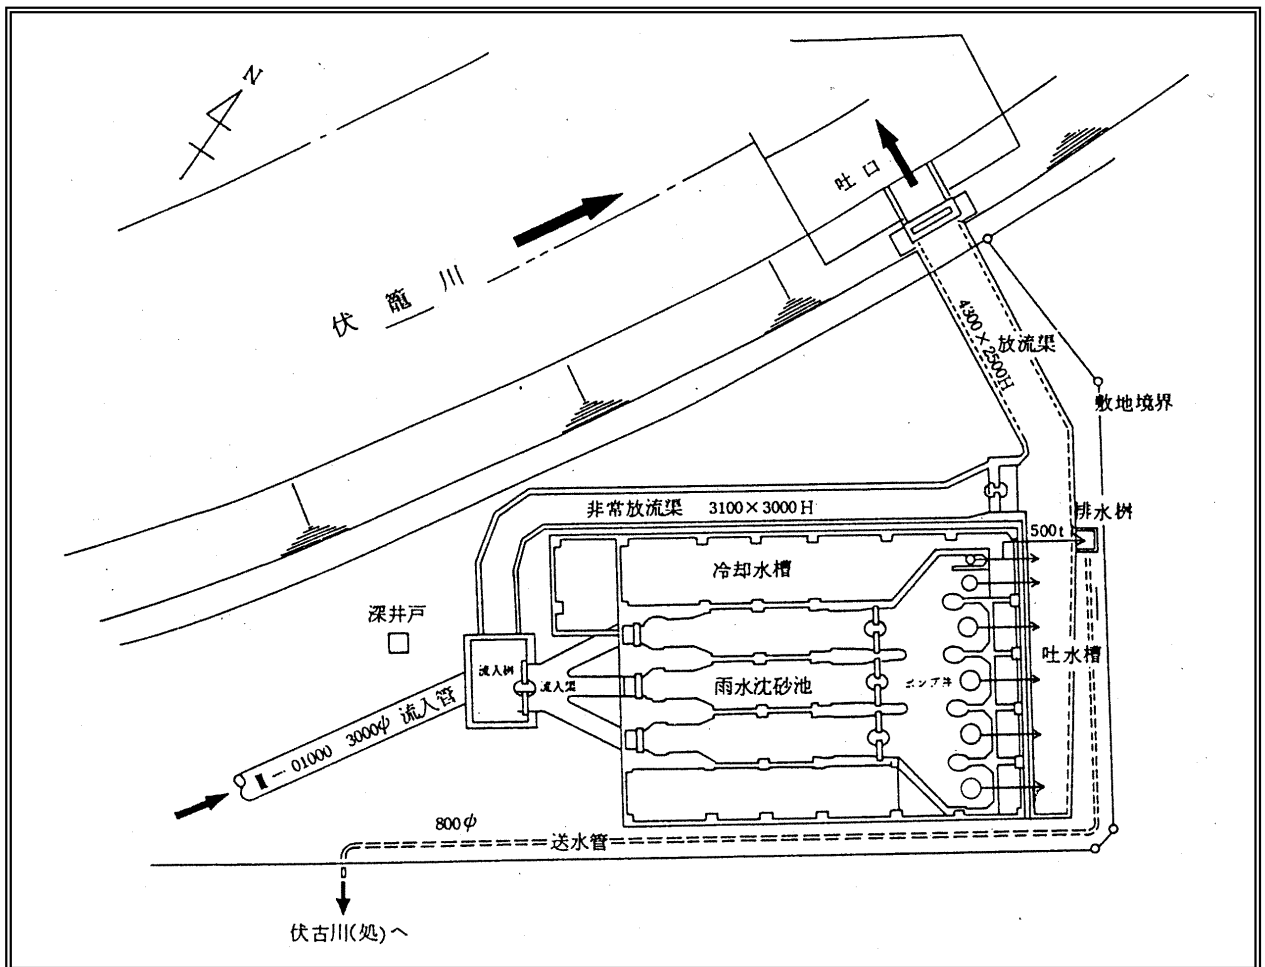 N
吐口
伏籠川
4300×2500H
放流渠
敷地境界
非常放流渠 3100×3000H
排水桝
500t
冷却水槽
深井戸
流入桝
流入渠
雨水沈砂池
ポンプ井
吐水槽
01000 3000φ 流入管
800φ
送水管
伏古川(処)へ